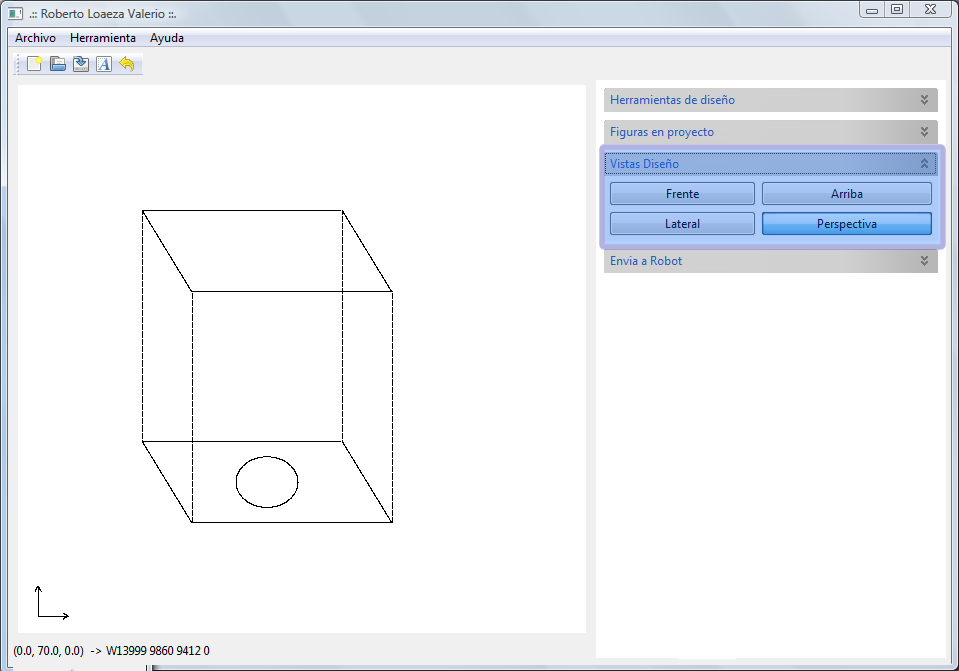 .:: Roberto Loaeza Valerio ::.
Archivo Herramienta Ayuda
A
Herramientas de diseño
Figuras en proyecto
Vistas Diseño
Frente Arriba
Lateral Perspectiva
Envia a Robot
(0.0, 70.0, 0.0) -> W13999 9860 9412 0